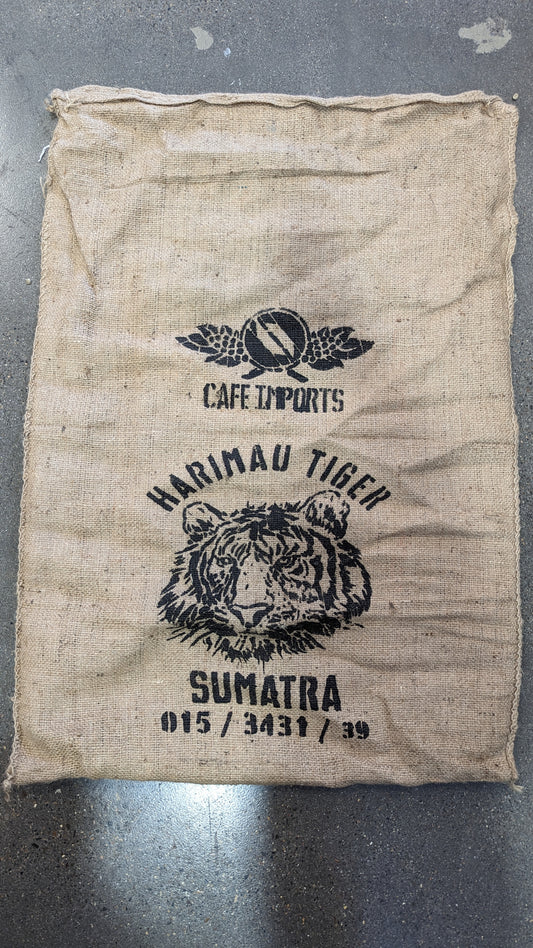 CAFE IMPORTS
HARIMAU TIGER
SUMATRA
015 / 3431 / 39